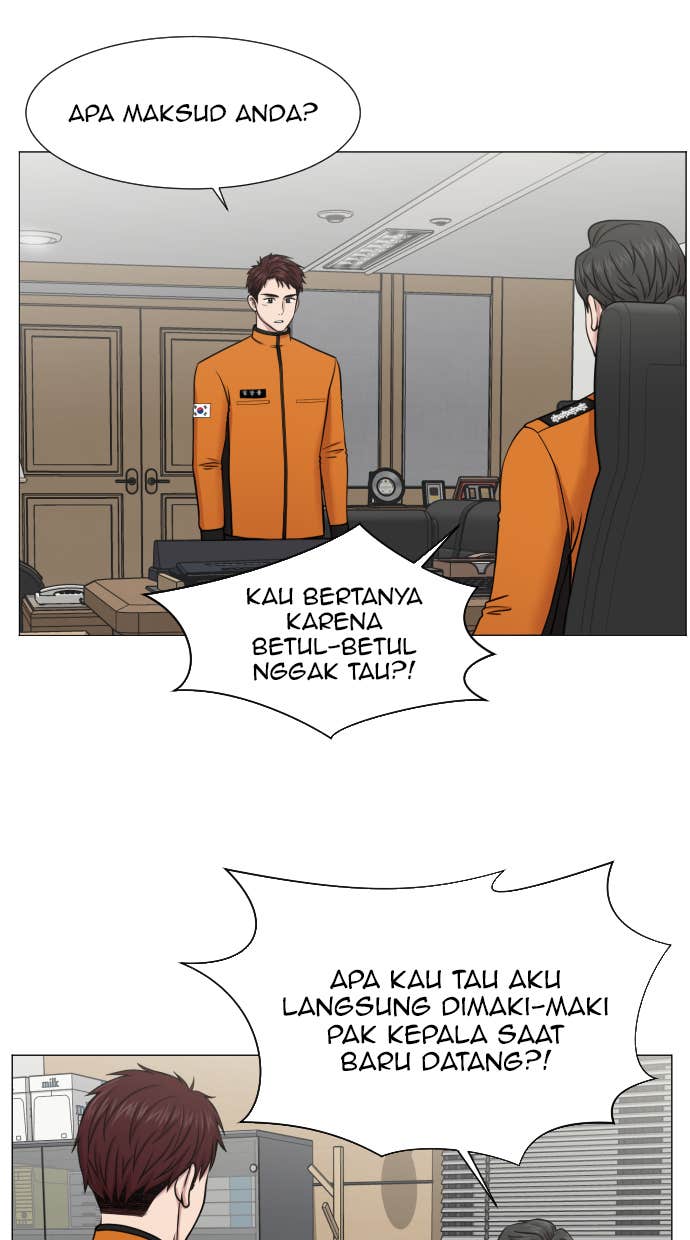 APA MAKSUD ANDA?
KAU BERTANYA
KARENA
BETUL-BETUL
NGGAK TAU?!
APA KAU TAU AKU
LANGSUNG DIMAKI-MAKI
PAK KEPALA SAAT
BARU DATANG?!
milk